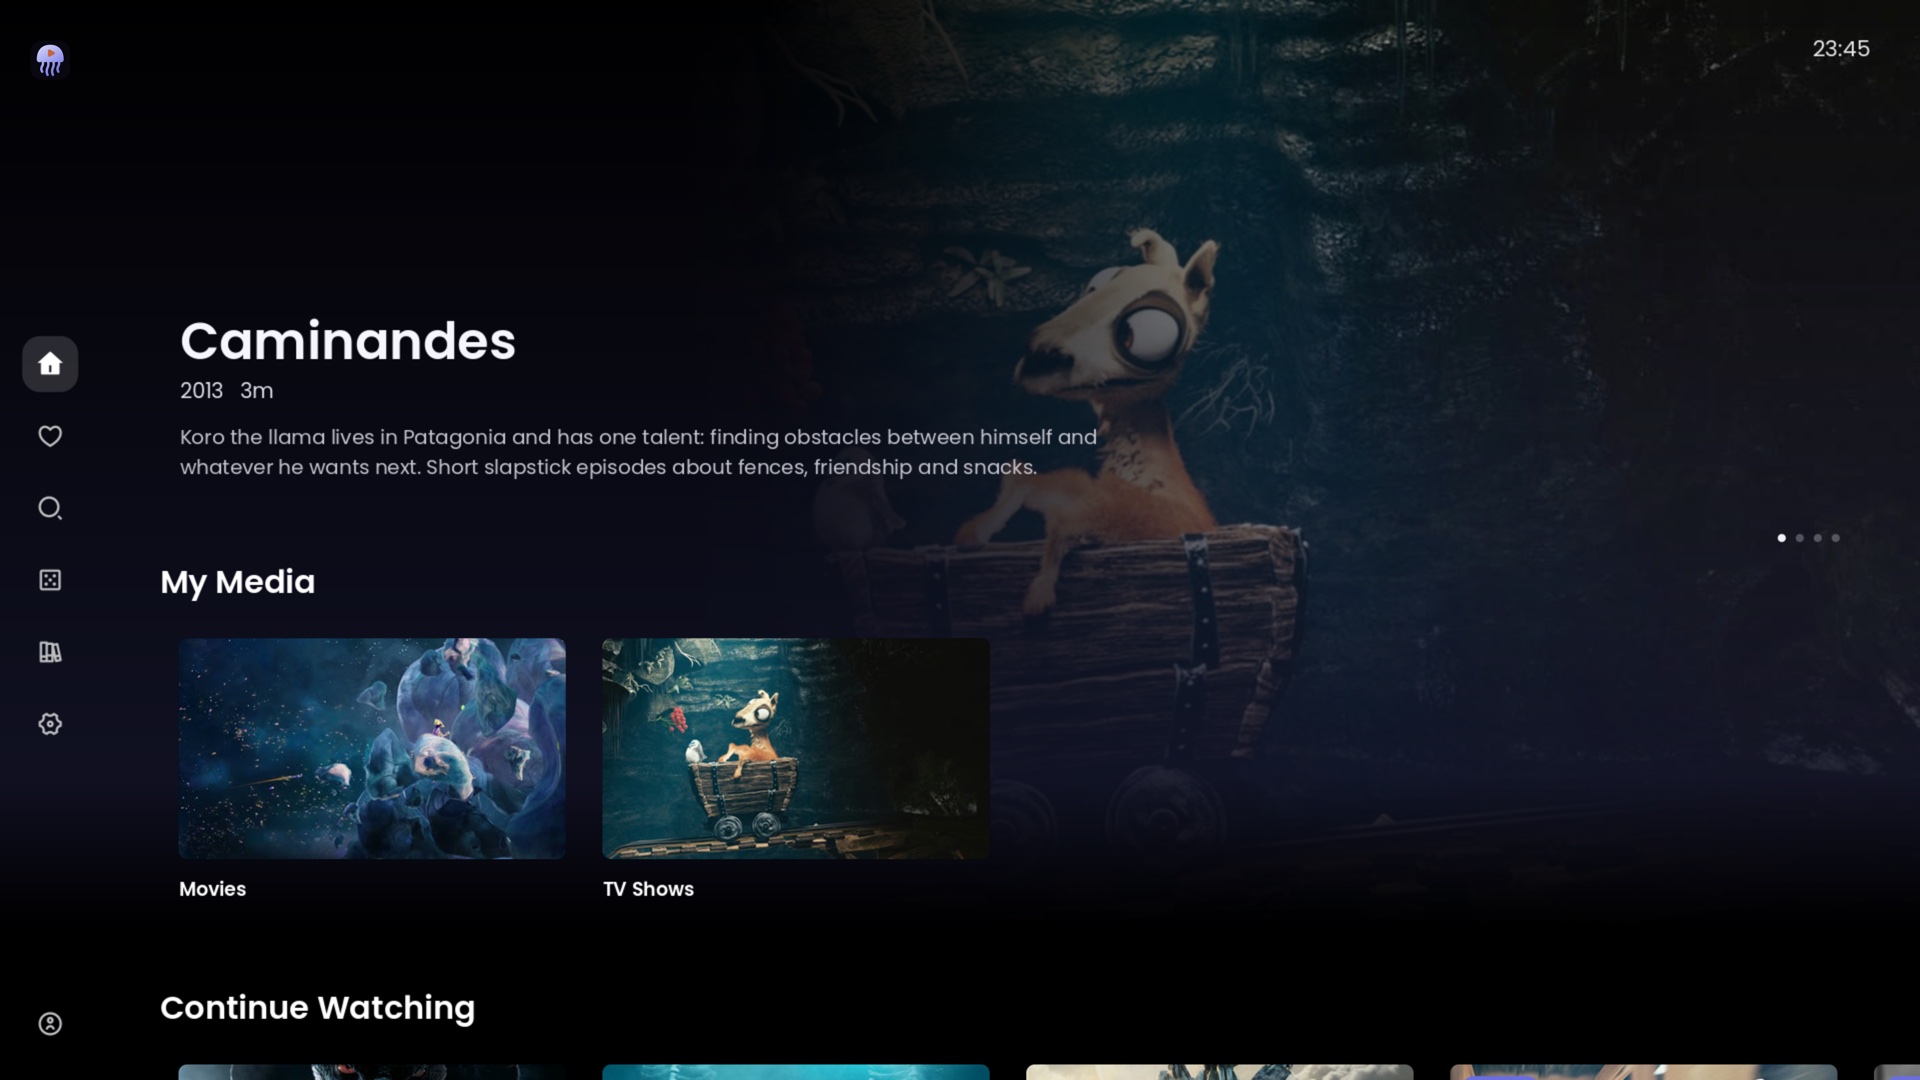 23:45
Caminandes
2013 3m
Koro the llama lives in Patagonia and has one talent: finding obstacles between himself and
whatever he wants next. Short slapstick episodes about fences, friendship and snacks.
My Media
Movies
TV Shows
Continue Watching